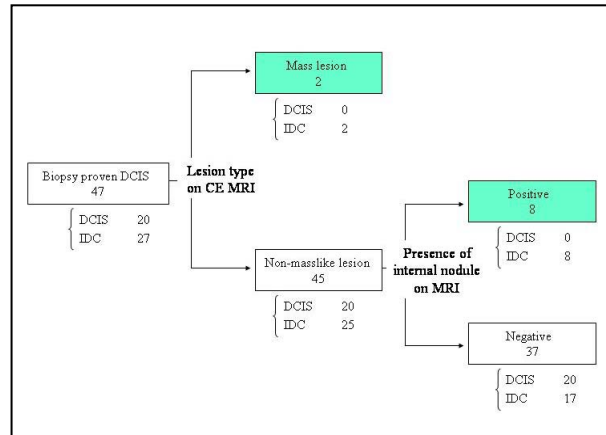 Mass lesion
2
DCIS 0
IDC 2
Biopsy proven DCIS
47
DCIS 20
IDC 27
Lesion type
on CE MRI
Non-masslike lesion
45
DCIS 20
IDC 25
Presence of
internal nodule
on MRI
Positive
8
DCIS 0
IDC 8
Negative
37
DCIS 20
IDC 17